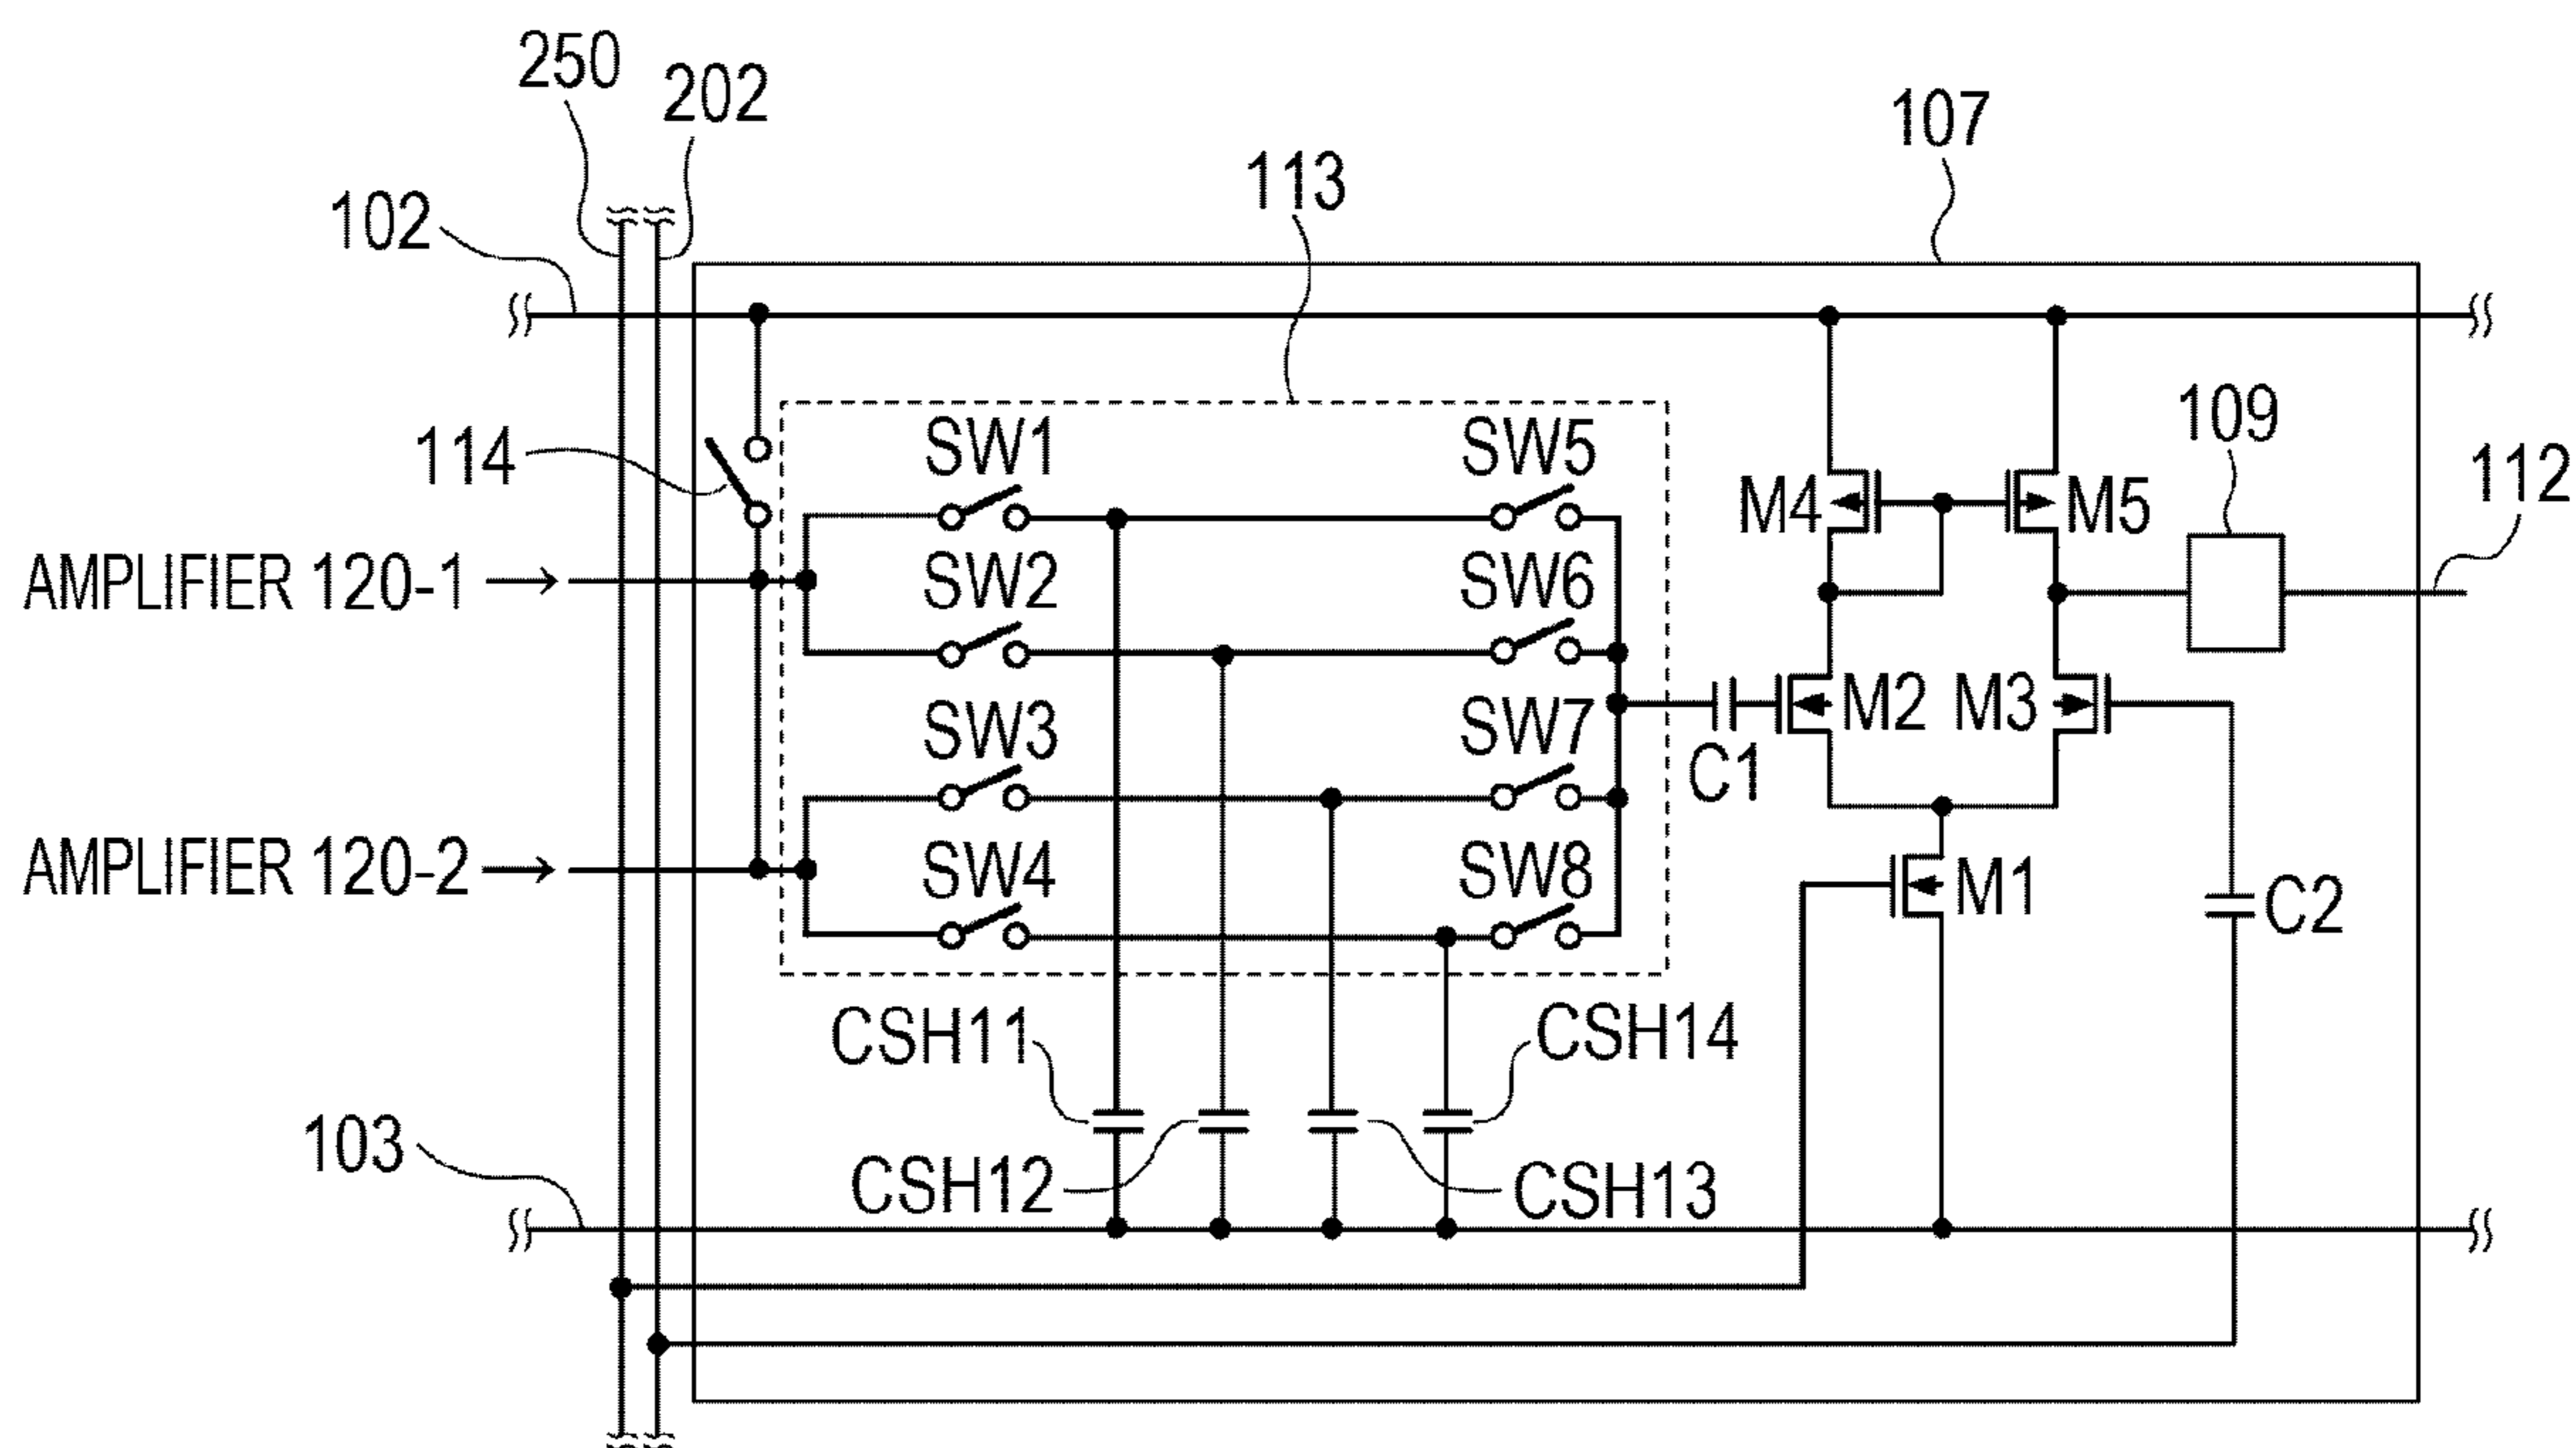 250
202
107
113
102
109
SW1
SW5
114
M4
M5
112
AMPLIFIER 120-1
SW2
SW6
M2
M3
SW3
SW7
C1
AMPLIFIER 120-2
SW4
SW8
M1
C2
CSH11
CSH14
103
CSH12
CSH13